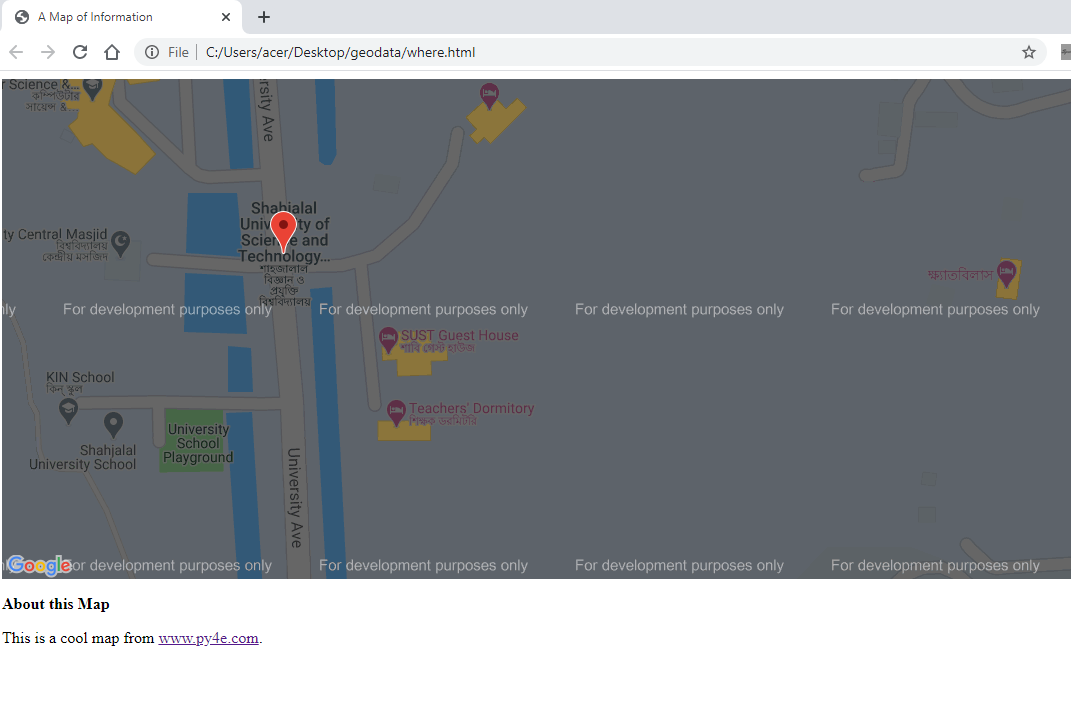 A Map of Information
File
C:/Users/acer/Desktop/geodata/where.html
r Science &...
কম্পিউটার
সায়েন্স &...
rsity Ave
Shahjalal
University of
Science and
Technology...
শাহজালাল
বিজ্ঞান ও
প্রযুক্তি
বিশ্ববিদ্যালয়
ty Central Masjid
বিশ্ববিদ্যালয়
কেন্দ্রীয় মসজিদ
ক্ষ্যাতবিলাস
nly
For development purposes only
For development purposes only
For development purposes only
For development purposes only
SUST Guest House
শাবি গেস্ট হাউজ
KIN School
কিন্ স্কুল
Teachers' Dormitory
শিক্ষক ডরমিটরি
University
School
Playground
Shahjalal
University School
University Ave
Google
For development purposes only
For development purposes only
For development purposes only
For development purposes only
About this Map
This is a cool map from www.py4e.com.